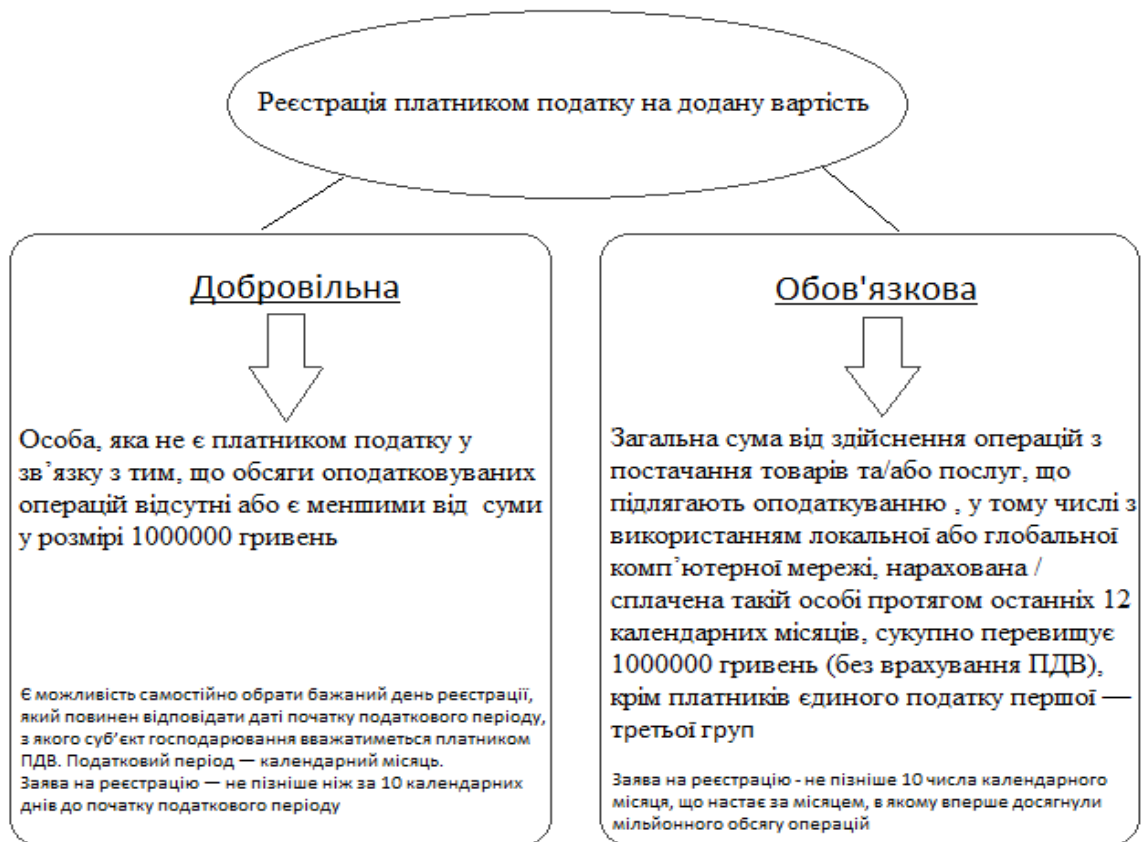 Реєстрація платником податку на додану вартість
Добровільна
Особа, яка не є платником податку у
зв’язку з тим, що обсяги оподатковуваних
операцій відсутні або є меншими від суми
у розмірі 1000000 гривень
Є можливість самостійно обрати бажаний день реєстрації,
який повинен відповідати даті початку податкового періоду,
з якого суб’єкт господарювання вважатиметься платником
ПДВ. Податковий період — календарний місяць.
Заява на реєстрацію — не пізніше ніж за 10 календарних
днів до початку податкового періоду
Обов'язкова
Загальна сума від здійснення операцій з
постачання товарів та/або послуг, що
підлягають оподаткуванню , у тому числі з
використанням локальної або глобальної
комп’ютерної мережі, нарахована /
сплачена такій особі протягом останніх 12
календарних місяців, сукупно перевищує
1000000 гривень (без врахування ПДВ),
крім платників єдиного податку першої —
третьої груп
Заява на реєстрацію - не пізніше 10 числа календарного
місяця, що настає за місяцем, в якому вперше досягнули
мільйонного обсягу операцій